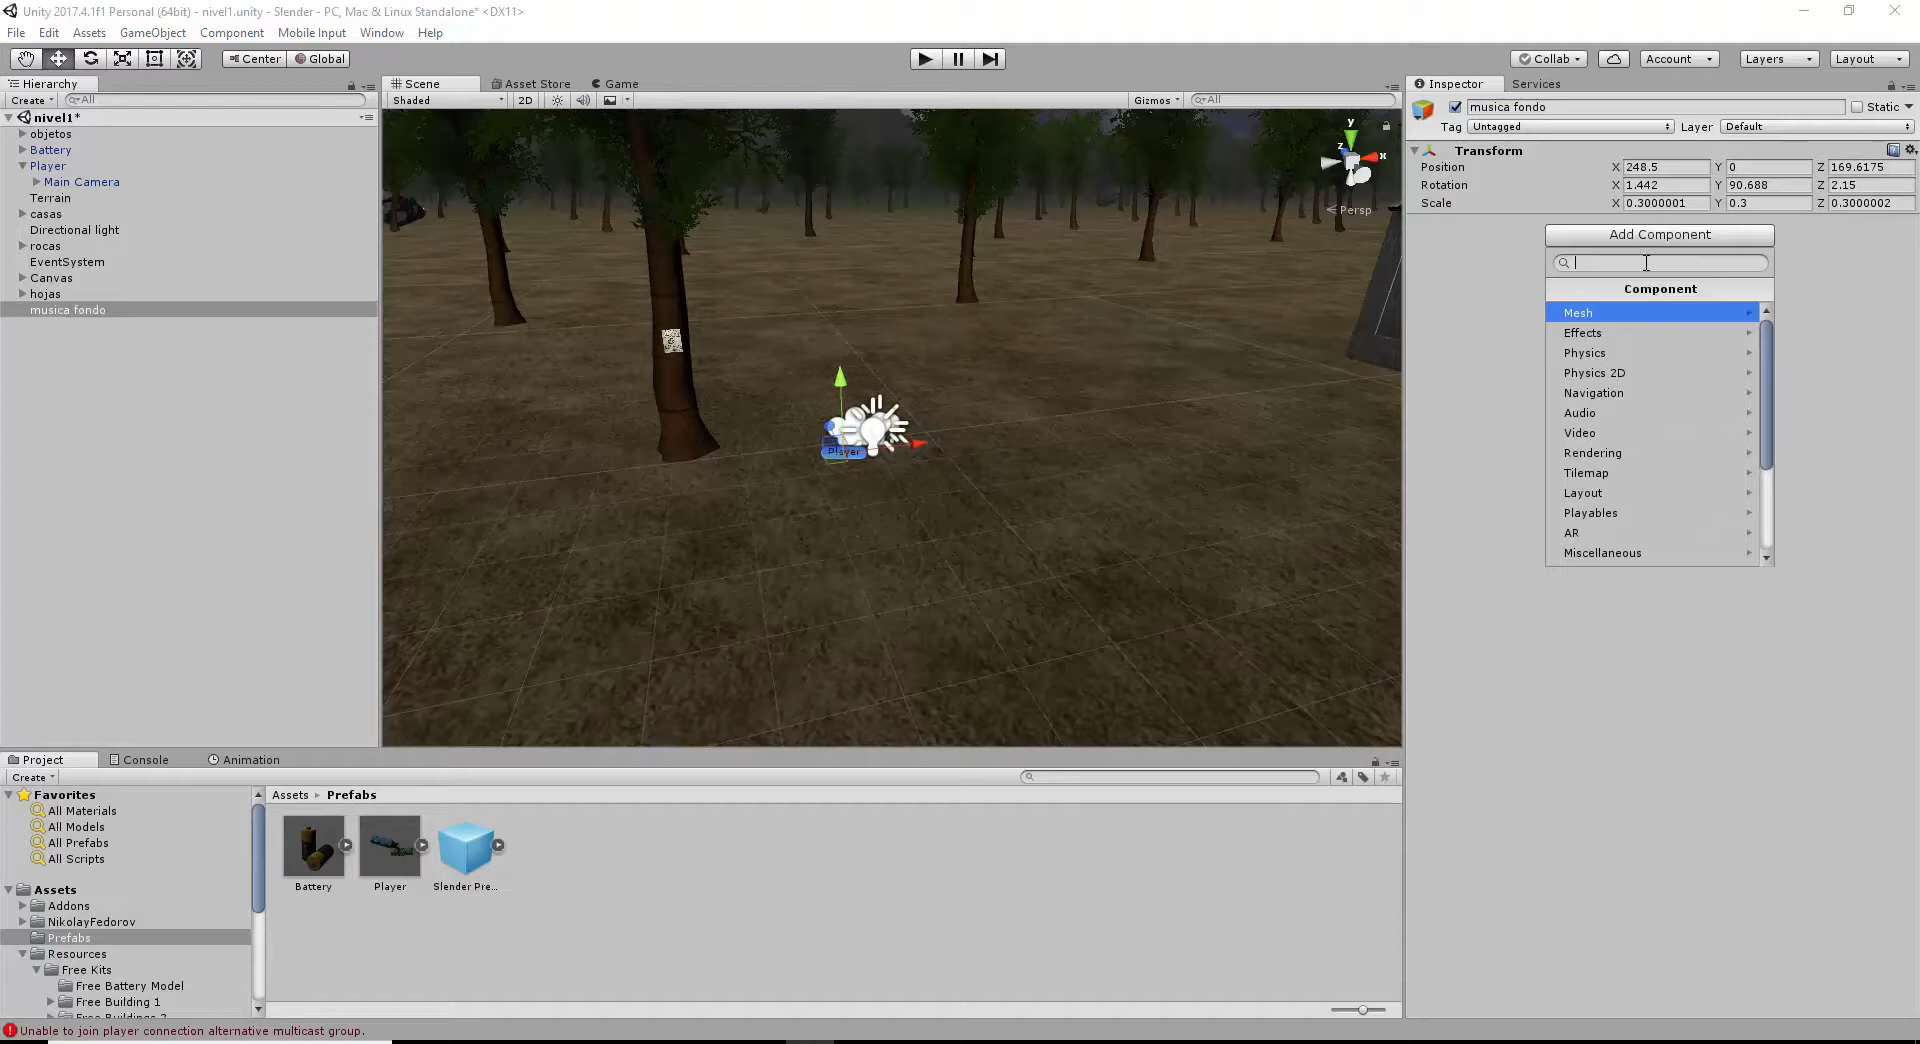 Unity 2017.4.1f1 Personal (64bit) - nivel1.unity - Slender - PC, Mac & Linux Standalone* <DX11>
File Edit Assets GameObject Component Mobile Input Window Help
Center Global Collab Account Layers Layout
Hierarchy
Create All
nivel1*
objetos
Battery
Player
Main Camera
Terrain
casas
Directional light
rocas
EventSystem
Canvas
hojas
musica fondo
Scene Asset Store Game
Shaded 2D Gizmos All
y
z x
Persp
Player
Inspector Services
musica fondo Static
Tag Untagged Layer Default
Transform
Position X 248.5 Y 0 Z 169.6175
Rotation X 1.442 Y 90.688 Z 2.15
Scale X 0.3000001 Y 0.3 Z 0.3000002
Add Component
Component
Mesh
Effects
Physics
Physics 2D
Navigation
Audio
Video
Rendering
Tilemap
Layout
Playables
AR
Miscellaneous
Project Console Animation
Create
Favorites
All Materials
All Models
All Prefabs
All Scripts
Assets
Addons
NikolayFedorov
Prefabs
Resources
Free Kits
Free Battery Model
Free Building 1
Free Buildings 2
Assets Prefabs
Battery Player Slender Pre...
Unable to join player connection alternative multicast group.